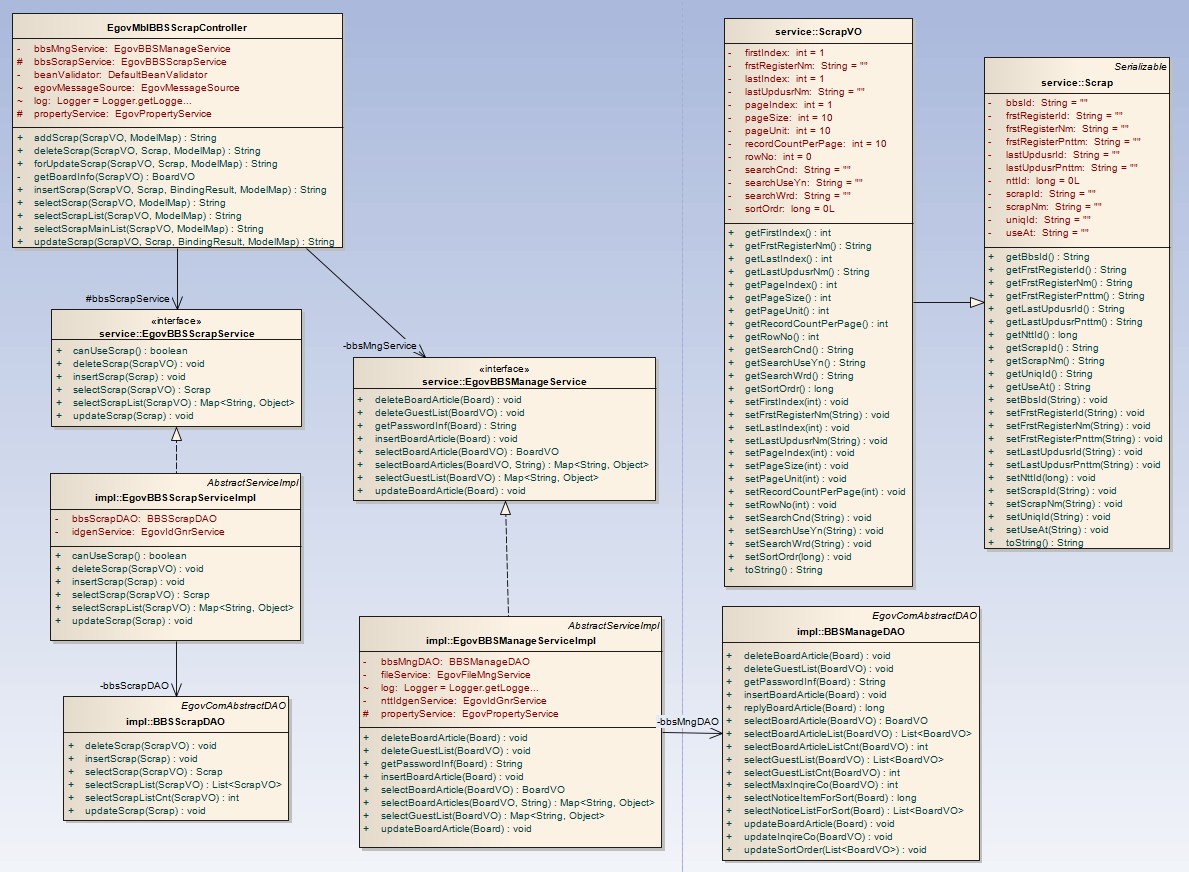 EgovMblBBSScrapController
- bbsMngService: EgovBBSManageService
# bbsScrapService: EgovBBSScrapService
- beanValidator: DefaultBeanValidator
~ egovMessageSource: EgovMessageSource
~ log: Logger = Logger.getLogge...
# propertyService: EgovPropertyService
+ addScrap(ScrapVO, ModelMap) : String
+ deleteScrap(ScrapVO, Scrap, ModelMap) : String
+ forUpdateScrap(ScrapVO, Scrap, ModelMap) : String
- getBoardInfo(ScrapVO) : BoardVO
+ insertScrap(ScrapVO, Scrap, BindingResult, ModelMap) : String
+ selectScrap(ScrapVO, ModelMap) : String
+ selectScrapList(ScrapVO, ModelMap) : String
+ selectScrapMainList(ScrapVO, ModelMap) : String
+ updateScrap(ScrapVO, Scrap, BindingResult, ModelMap) : String
#bbsScrapService
-bbsMngService
«interface»
service::EgovBBSScrapService
+ canUseScrap() : boolean
+ deleteScrap(ScrapVO) : void
+ insertScrap(Scrap) : void
+ selectScrap(ScrapVO) : Scrap
+ selectScrapList(ScrapVO) : Map<String, Object>
+ updateScrap(Scrap) : void
«interface»
service::EgovBBSManageService
+ deleteBoardArticle(Board) : void
+ deleteGuestList(BoardVO) : void
+ getPasswordInf(Board) : String
+ insertBoardArticle(Board) : void
+ selectBoardArticle(BoardVO) : BoardVO
+ selectBoardArticles(BoardVO, String) : Map<String, Object>
+ selectGuestList(BoardVO) : Map<String, Object>
+ updateBoardArticle(Board) : void
AbstractServiceImpl
impl::EgovBBSScrapServiceImpl
- bbsScrapDAO: BBSScrapDAO
- idgenService: EgovIdGnrService
+ canUseScrap() : boolean
+ deleteScrap(ScrapVO) : void
+ insertScrap(Scrap) : void
+ selectScrap(ScrapVO) : Scrap
+ selectScrapList(ScrapVO) : Map<String, Object>
+ updateScrap(Scrap) : void
-bbsScrapDAO
EgovComAbstractDAO
impl::BBSScrapDAO
+ deleteScrap(ScrapVO) : void
+ insertScrap(Scrap) : void
+ selectScrap(ScrapVO) : Scrap
+ selectScrapList(ScrapVO) : List<ScrapVO>
+ selectScrapListCnt(ScrapVO) : int
+ updateScrap(Scrap) : void
AbstractServiceImpl
impl::EgovBBSManageServiceImpl
- bbsMngDAO: BBSManageDAO
- fileService: EgovFileMngService
~ log: Logger = Logger.getLogge...
- nttIdgenService: EgovIdGnrService
# propertyService: EgovPropertyService
+ deleteBoardArticle(Board) : void
+ deleteGuestList(BoardVO) : void
+ getPasswordInf(Board) : String
+ insertBoardArticle(Board) : void
+ selectBoardArticle(BoardVO) : BoardVO
+ selectBoardArticles(BoardVO, String) : Map<String, Object>
+ selectGuestList(BoardVO) : Map<String, Object>
+ updateBoardArticle(Board) : void
-bbsMngDAO
service::ScrapVO
- firstIndex: int = 1
- frstRegisterNm: String = ""
- lastIndex: int = 1
- lastUpdusrNm: String = ""
- pageIndex: int = 1
- pageSize: int = 10
- pageUnit: int = 10
- recordCountPerPage: int = 10
- rowNo: int = 0
- searchCnd: String = ""
- searchUseYn: String = ""
- searchWrd: String = ""
- sortOrdr: long = 0L
+ getFirstIndex() : int
+ getFrstRegisterNm() : String
+ getLastIndex() : int
+ getLastUpdusrNm() : String
+ getPageIndex() : int
+ getPageSize() : int
+ getPageUnit() : int
+ getRecordCountPerPage() : int
+ getRowNo() : int
+ getSearchCnd() : String
+ getSearchUseYn() : String
+ getSearchWrd() : String
+ getSortOrdr() : long
+ setFirstIndex(int) : void
+ setFrstRegisterNm(String) : void
+ setLastIndex(int) : void
+ setLastUpdusrNm(String) : void
+ setPageIndex(int) : void
+ setPageSize(int) : void
+ setPageUnit(int) : void
+ setRecordCountPerPage(int) : void
+ setRowNo(int) : void
+ setSearchCnd(String) : void
+ setSearchUseYn(String) : void
+ setSearchWrd(String) : void
+ setSortOrdr(long) : void
+ toString() : String
Serializable
service::Scrap
- bbsId: String = ""
- frstRegisterId: String = ""
- frstRegisterNm: String = ""
- frstRegisterPnttm: String = ""
- lastUpdusrId: String = ""
- lastUpdusrPnttm: String = ""
- nttId: long = 0L
- scrapId: String = ""
- scrapNm: String = ""
- uniqId: String = ""
- useAt: String = ""
+ getBbsId() : String
+ getFrstRegisterId() : String
+ getFrstRegisterNm() : String
+ getFrstRegisterPnttm() : String
+ getLastUpdusrId() : String
+ getLastUpdusrPnttm() : String
+ getNttId() : long
+ getScrapId() : String
+ getScrapNm() : String
+ getUniqId() : String
+ getUseAt() : String
+ setBbsId(String) : void
+ setFrstRegisterId(String) : void
+ setFrstRegisterNm(String) : void
+ setFrstRegisterPnttm(String) : void
+ setLastUpdusrId(String) : void
+ setLastUpdusrPnttm(String) : void
+ setNttId(long) : void
+ setScrapId(String) : void
+ setScrapNm(String) : void
+ setUniqId(String) : void
+ setUseAt(String) : void
+ toString() : String
EgovComAbstractDAO
impl::BBSManageDAO
+ deleteBoardArticle(Board) : void
+ deleteGuestList(BoardVO) : void
+ getPasswordInf(Board) : String
+ insertBoardArticle(Board) : void
+ replyBoardArticle(Board) : long
+ selectBoardArticle(BoardVO) : BoardVO
+ selectBoardArticleList(BoardVO) : List<BoardVO>
+ selectBoardArticleListCnt(BoardVO) : int
+ selectGuestList(BoardVO) : List<BoardVO>
+ selectGuestListCnt(BoardVO) : int
+ selectMaxInqireCo(BoardVO) : int
+ selectNoticeItemForSort(Board) : long
+ selectNoticeListForSort(Board) : List<BoardVO>
+ updateBoardArticle(Board) : void
+ updateInqireCo(BoardVO) : void
+ updateSortOrder(List<BoardVO>) : void